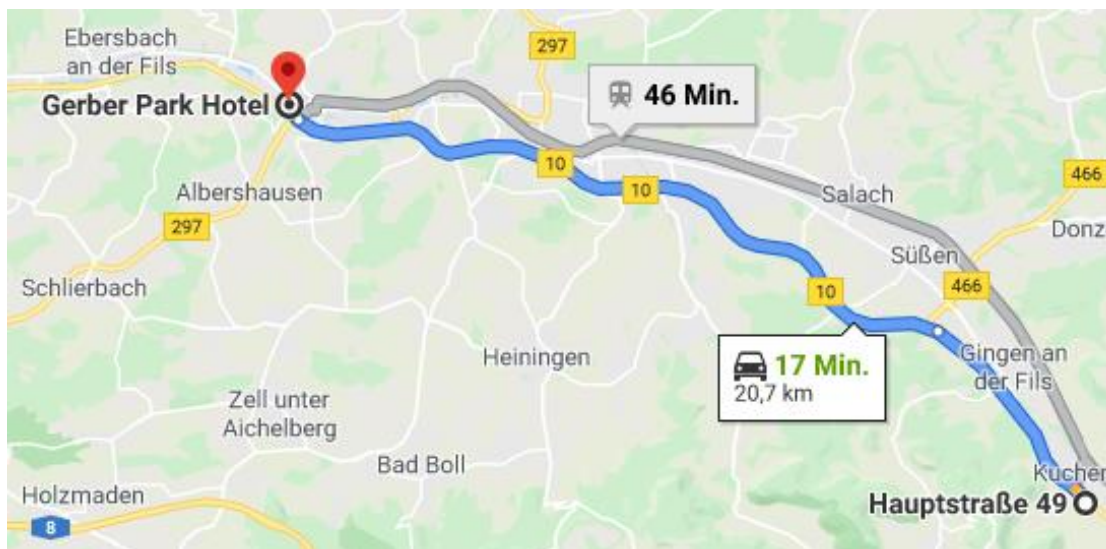 Ebersbach
an der Fils
297
Gerber Park Hotel
46 Min.
10
10
Albershausen
Salach
466
297
Donz
Süßen
Schlierbach
10
466
Heiningen
17 Min.
20,7 km
Gingen an
der Fils
Zell unter
Aichelberg
Bad Boll
Kuchen
Holzmaden
Hauptstraße 49
8